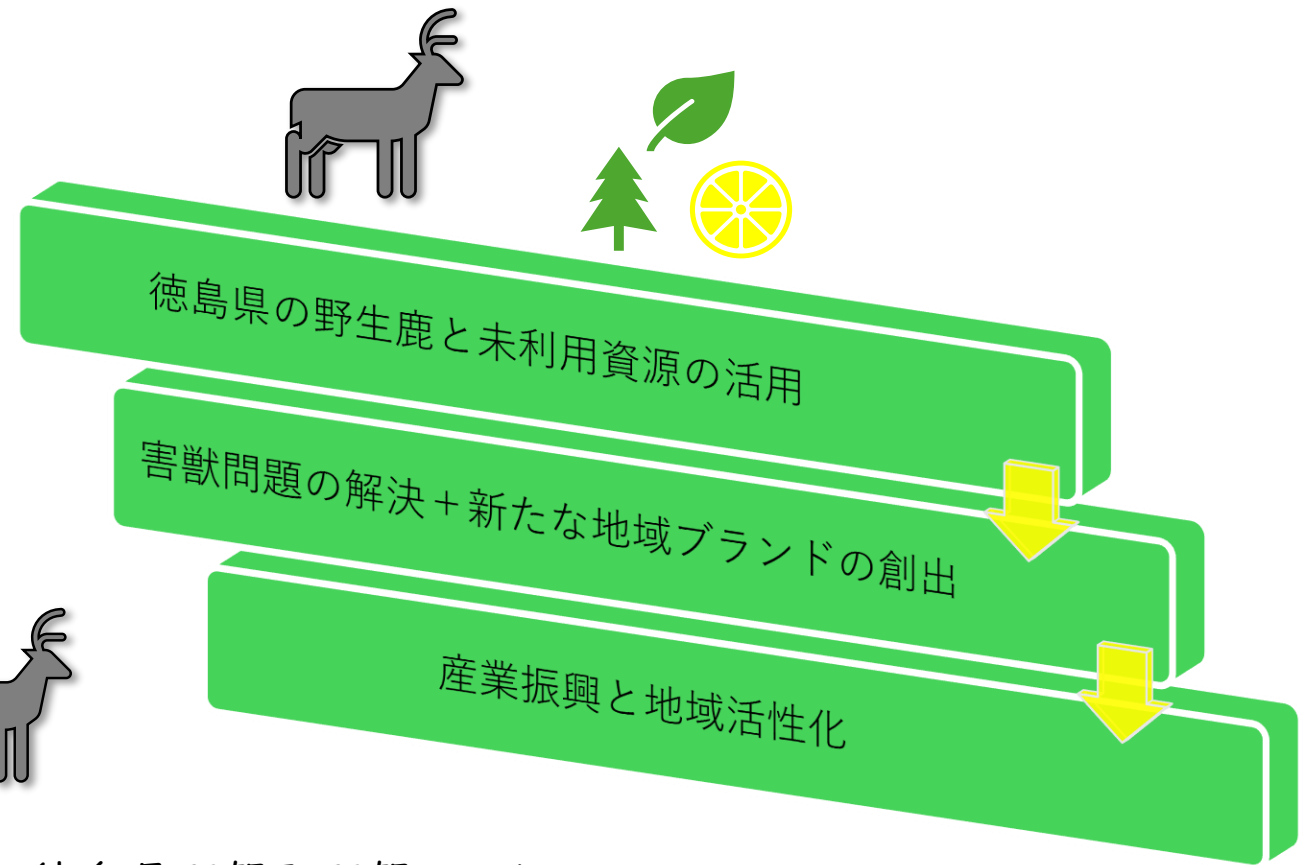 徳島県の野生鹿と未利用資源の活用
害獣問題の解決＋新たな地域ブランドの創出
産業振興と地域活性化